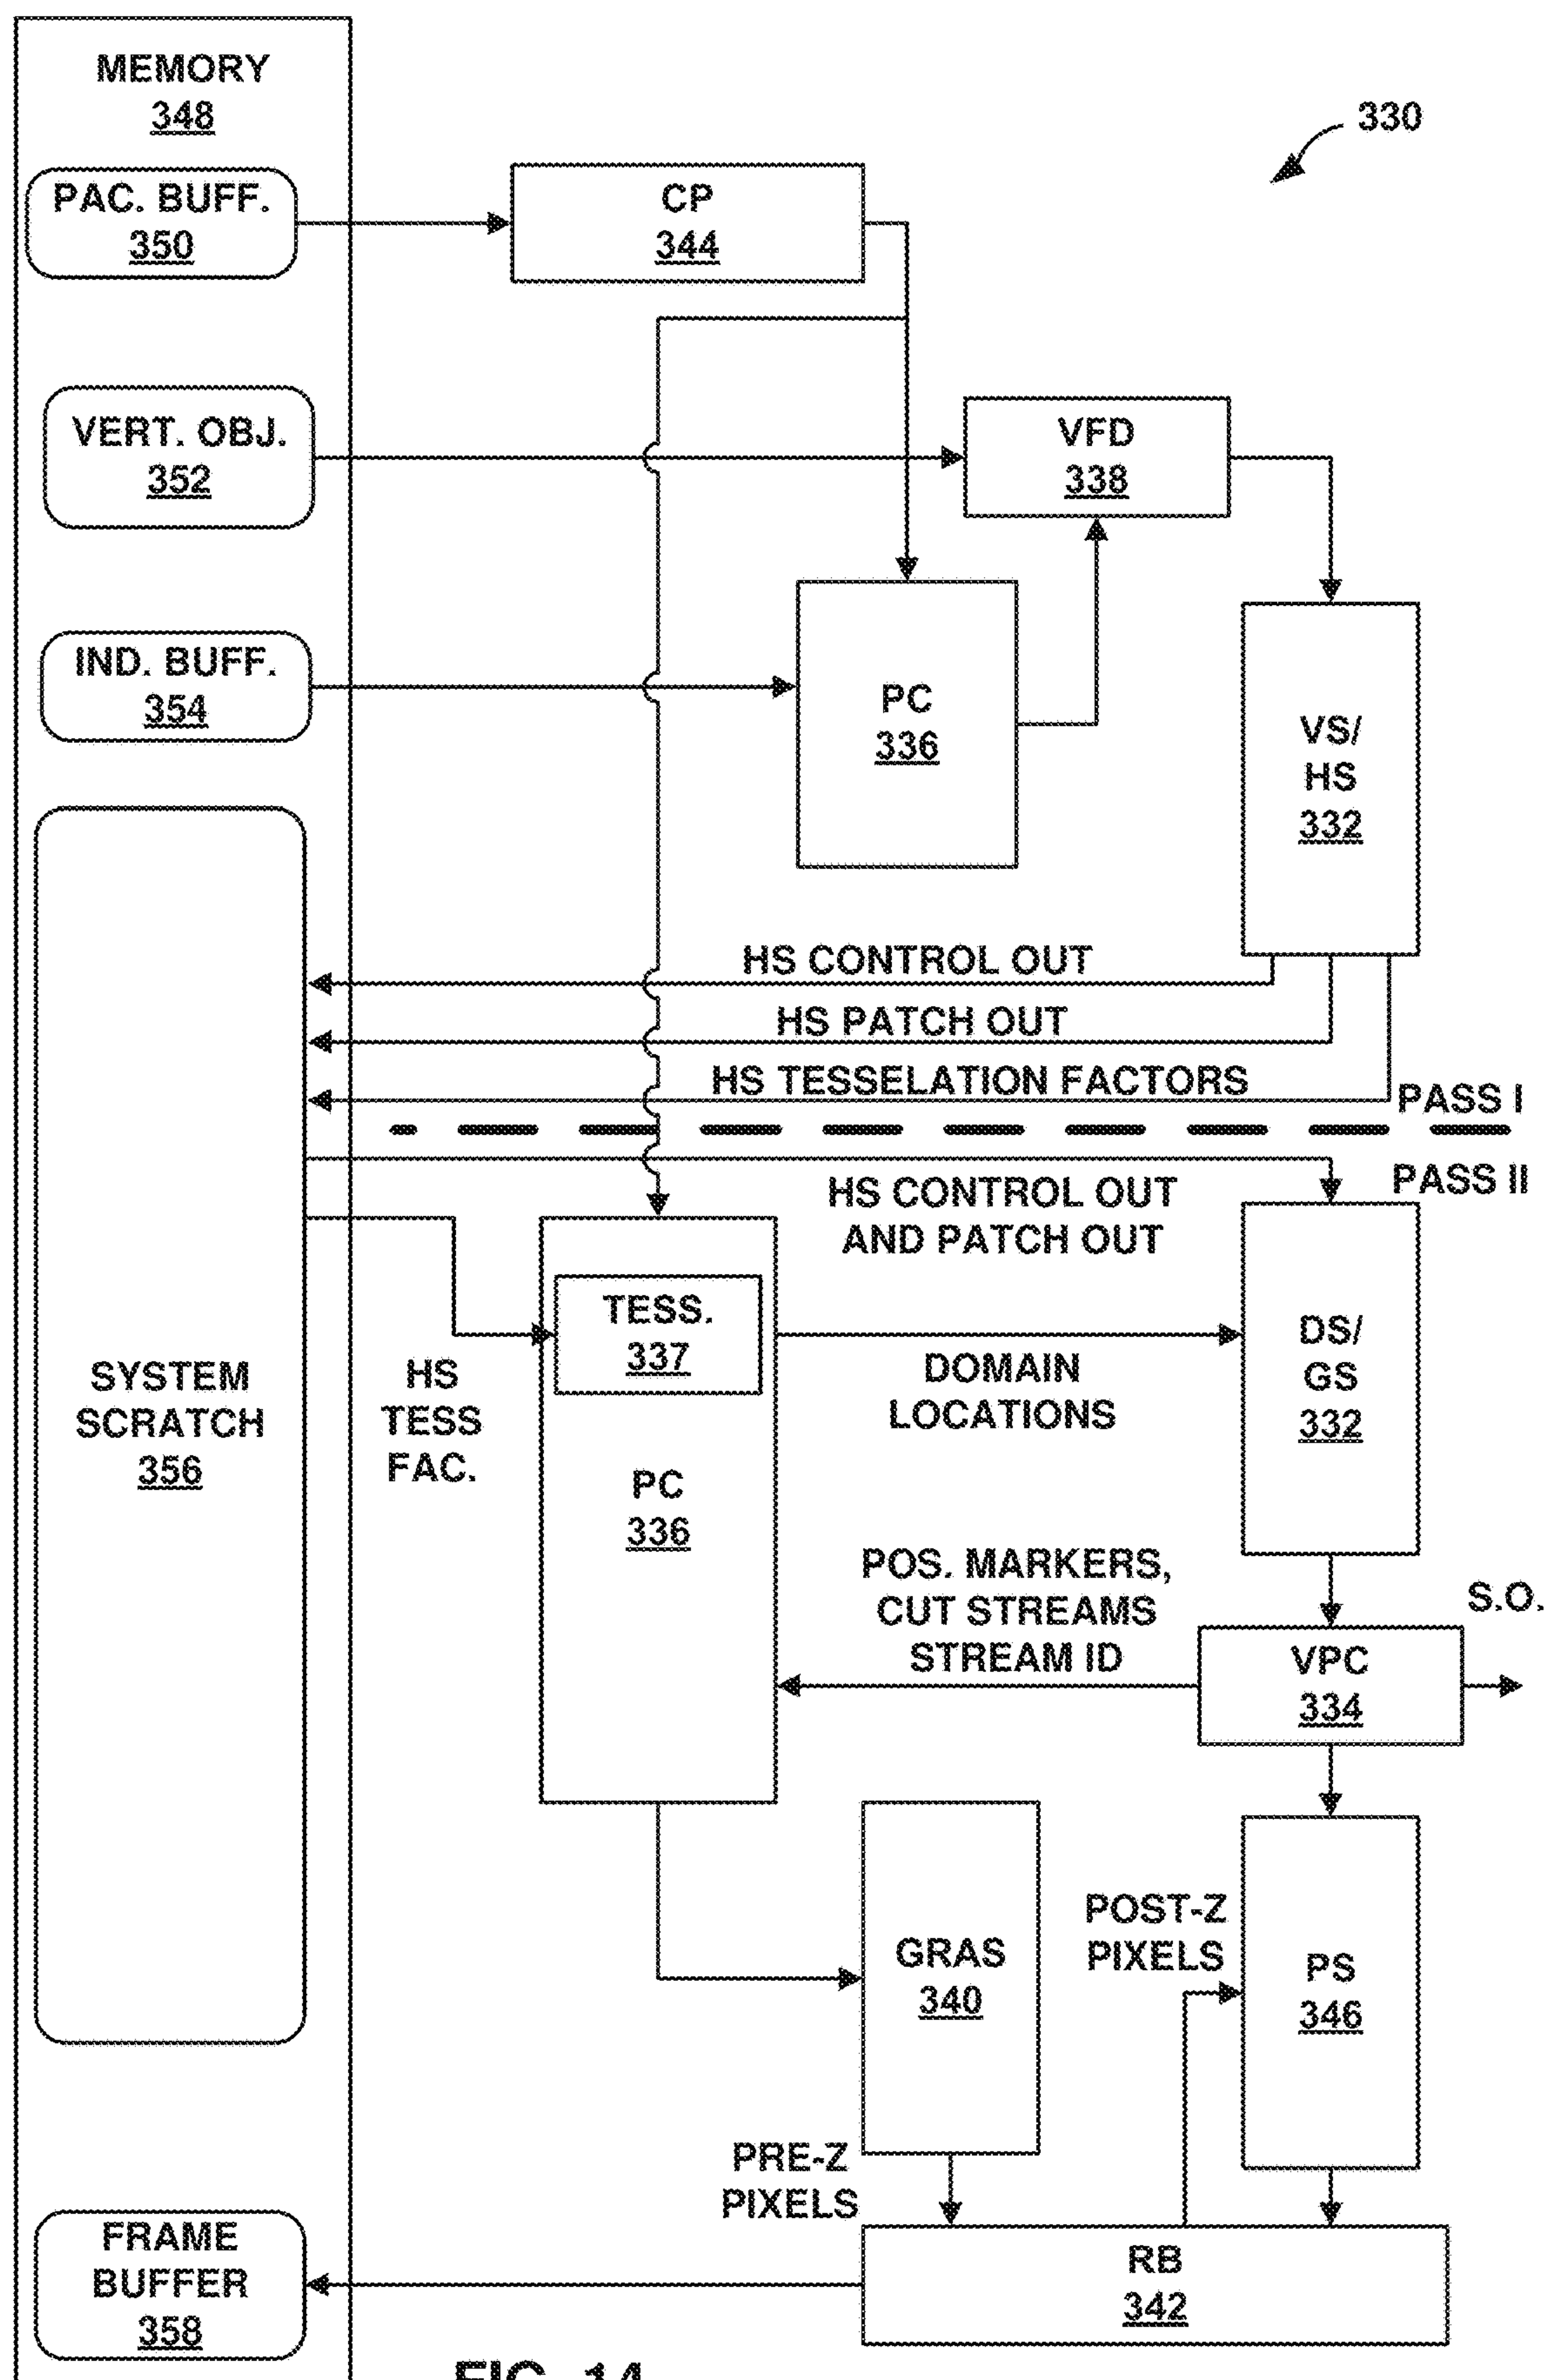 MEMORY
348
330
PAC. BUFF.
350
CP
344
VERT. OBJ.
352
VFD
338
IND. BUFF.
354
PC
336
VS/
HS
332
HS CONTROL OUT
HS PATCH OUT
HS TESSELATION FACTORS
PASS I
PASS II
HS CONTROL OUT
AND PATCH OUT
TESS.
337
DOMAIN
LOCATIONS
DS/
GS
332
SYSTEM
SCRATCH
356
HS
TESS
FAC.
PC
336
POS. MARKERS,
CUT STREAMS
STREAM ID
S.O.
VPC
334
GRAS
340
POST-Z
PIXELS
PS
346
PRE-Z
PIXELS
FRAME
BUFFER
358
RB
342
FIG. 14